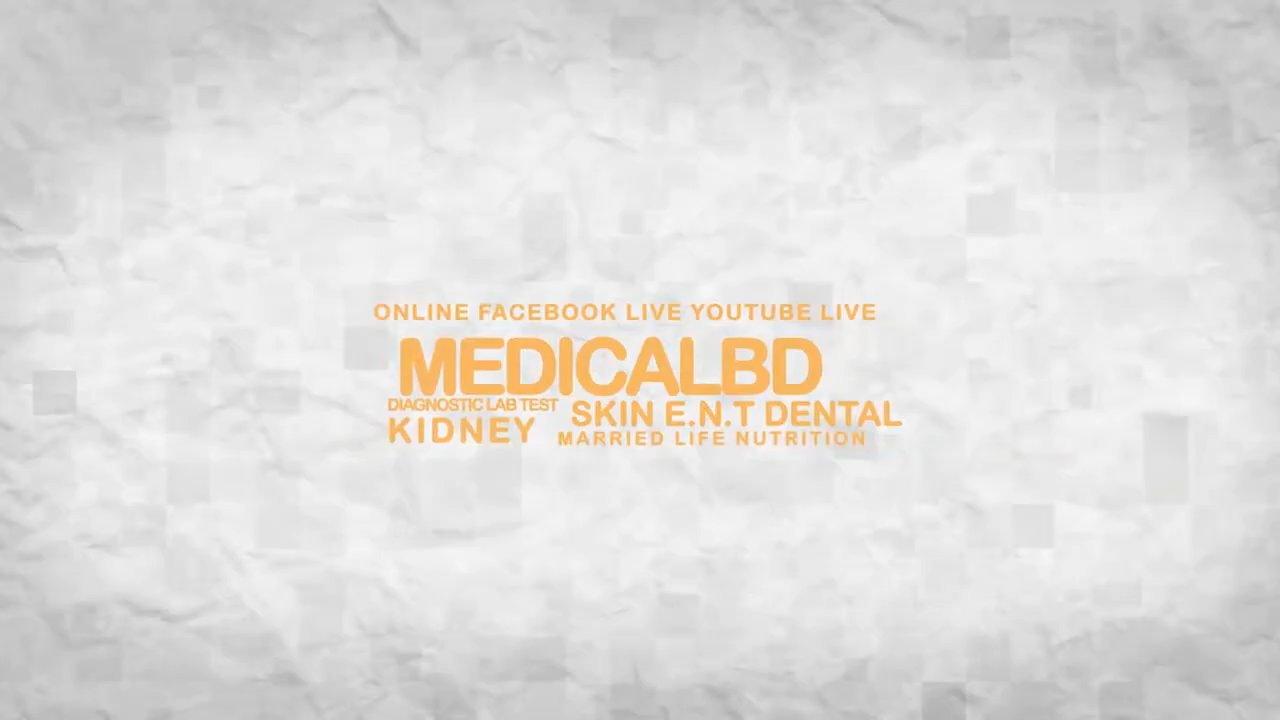 ONLINE FACEBOOK LIVE YOUTUBE LIVE
MEDICALBD
DIAGNOSTIC LAB TEST
SKIN E.N.T DENTAL
KIDNEY
MARRIED LIFE NUTRITION